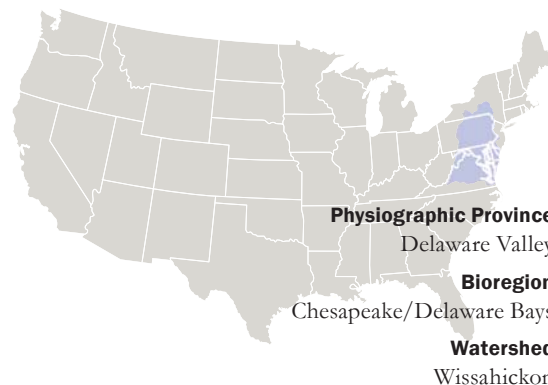 Physiographic Province
Delaware Valley
Bioregion
Chesapeake/Delaware Bays
Watershed
Wissahickon